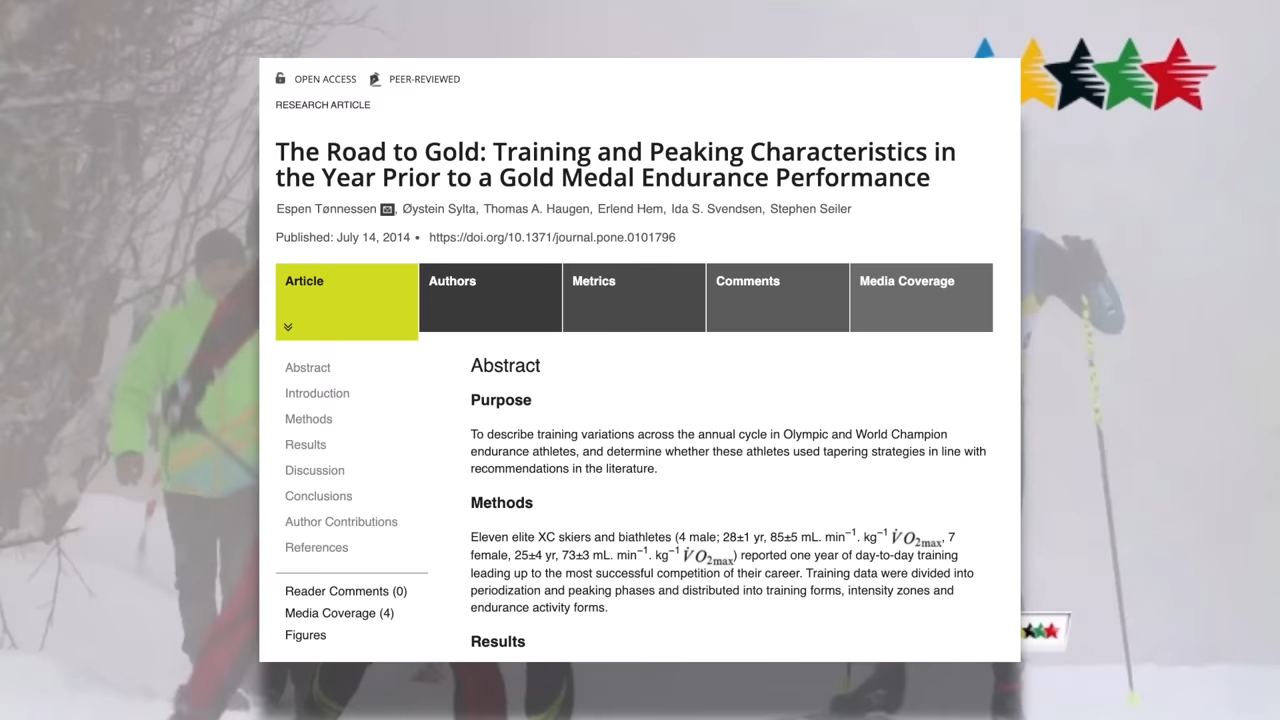 OPEN ACCESS PEER-REVIEWED
RESEARCH ARTICLE
The Road to Gold: Training and Peaking Characteristics in
the Year Prior to a Gold Medal Endurance Performance
Espen Tønnessen, Øystein Sylta, Thomas A. Haugen, Erlend Hem, Ida S. Svendsen, Stephen Seiler
Published: July 14, 2014 • https://doi.org/10.1371/journal.pone.0101796
Article
Authors
Metrics
Comments
Media Coverage
Abstract
Introduction
Methods
Results
Discussion
Conclusions
Author Contributions
References
Reader Comments (0)
Media Coverage (4)
Figures
Abstract
Purpose
To describe training variations across the annual cycle in Olympic and World Champion
endurance athletes, and determine whether these athletes used tapering strategies in line with
recommendations in the literature.
Methods
Eleven elite XC skiers and biathletes (4 male; 28±1 yr, 85±5 mL. min⁻¹. kg⁻¹ V̇O₂max, 7
female, 25±4 yr, 73±3 mL. min⁻¹. kg⁻¹ V̇O₂max) reported one year of day-to-day training
leading up to the most successful competition of their career. Training data were divided into
periodization and peaking phases and distributed into training forms, intensity zones and
endurance activity forms.
Results